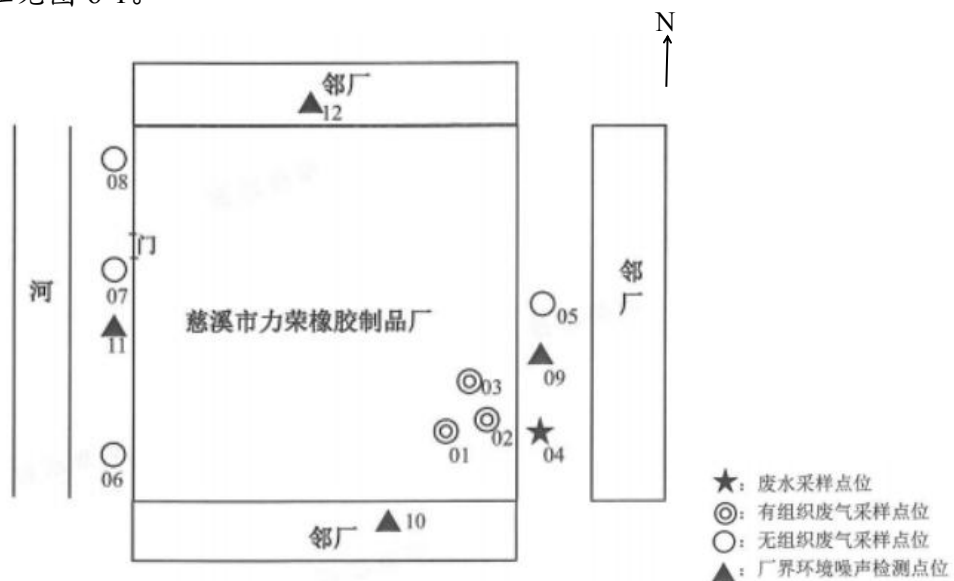 N
邻厂
12
08
门
河
07
11
慈溪市力荣橡胶制品厂
05
邻厂
09
03
02
01
04
06
10
邻厂
★：废水采样点位
◎：有组织废气采样点位
○：无组织废气采样点位
▲：厂界环境噪声检测点位